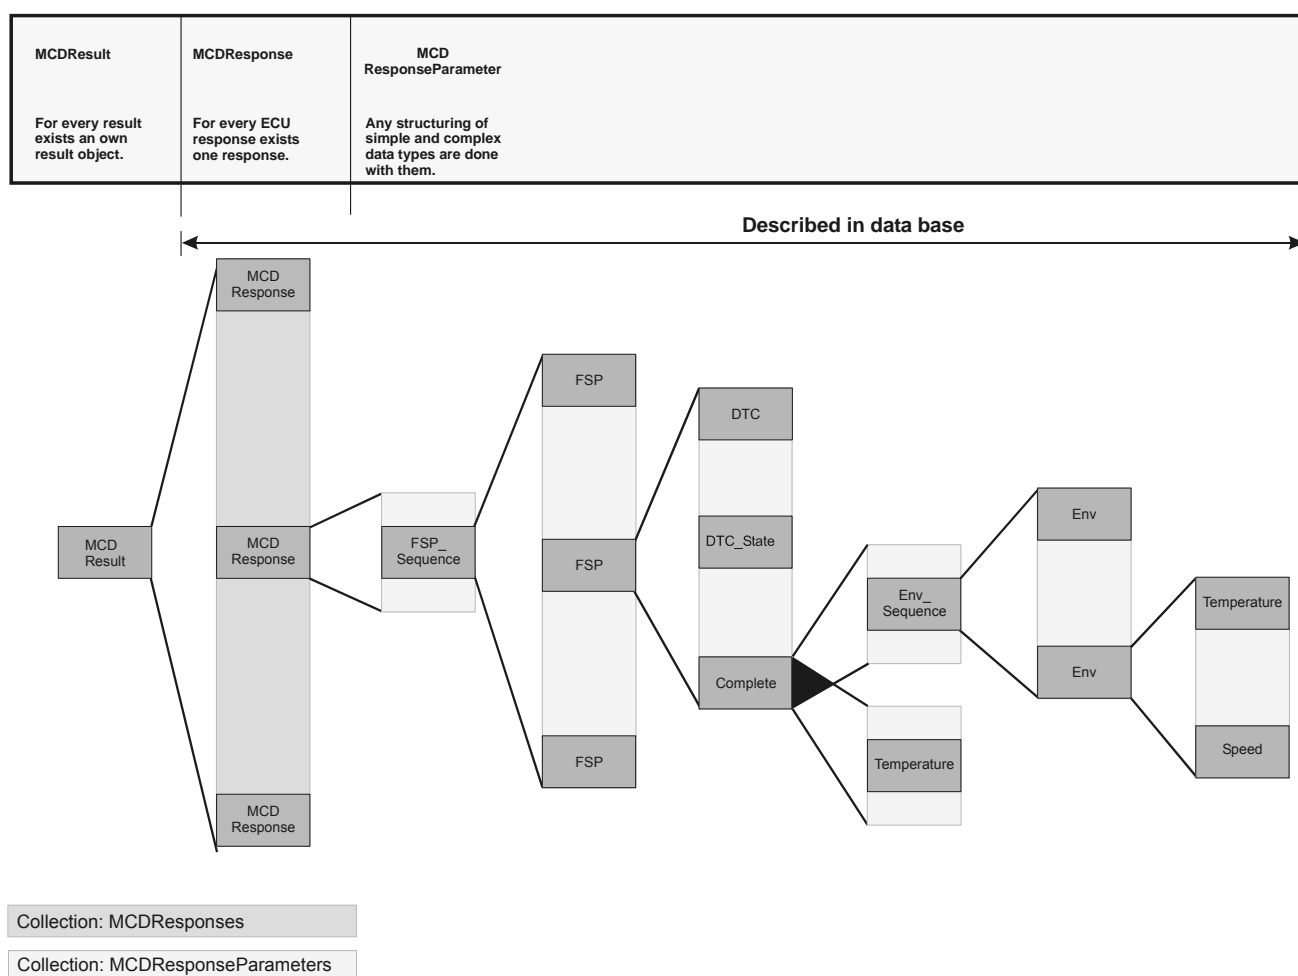 MCDResult
For every result
exists an own
result object.
MCDResponse
For every ECU
response exists
one response.
MCD
ResponseParameter
Any structuring of
simple and complex
data types are done
with them.
Described in data base
MCD
Result
MCD
Response
MCD
Response
MCD
Response
FSP_
Sequence
FSP
FSP
FSP
DTC
DTC_State
Complete
Env_
Sequence
Temperature
Env
Env
Temperature
Speed
Collection: MCDResponses
Collection: MCDResponseParameters